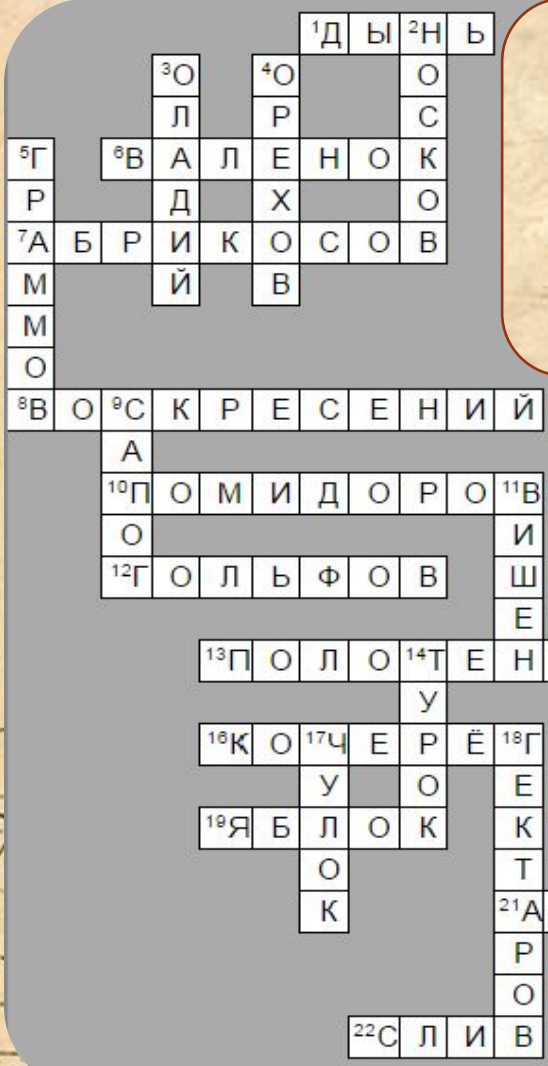 1Д Ы 2Н Ь
3О 4О О
Л Р С
5Г 6В А Л Е Н О К
Р Д Х О
7А Б Р И К О С О В
М Й В
М
О
8В О 9С К Р Е С Е Н И Й
А
10П О М И Д О Р О 11В
О И
12Г О Л Ь Ф О В Ш
Е
13П О Л О 14Т Е Н
У
16К О 17Ч Е Р Ё 18Г
У О Е
19Я Б Л О К К
О Т
К 21А
Р
О
22С Л И В